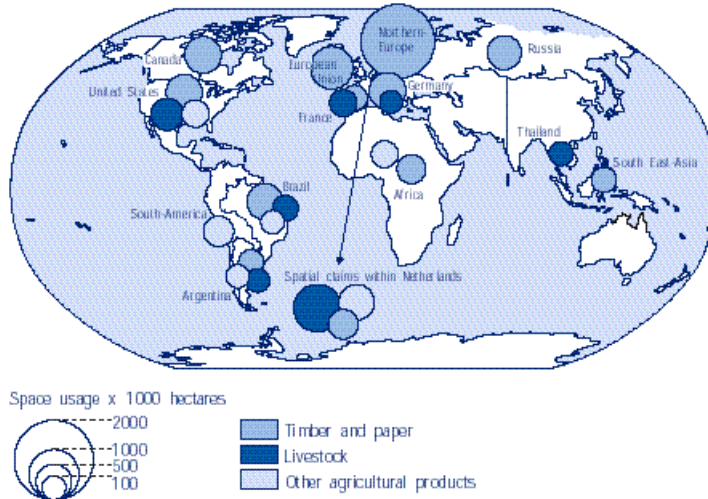 Northern-
Europe
Canada
Russia
European
Union
United States
Germany
France
Thailand
South East-Asia
Africa
Brazil
South-America
Spatial claims within Netherlands
Argentina
Space usage x 1000 hectares
2000
1000
500
100
Timber and paper
Livestock
Other agricultural products